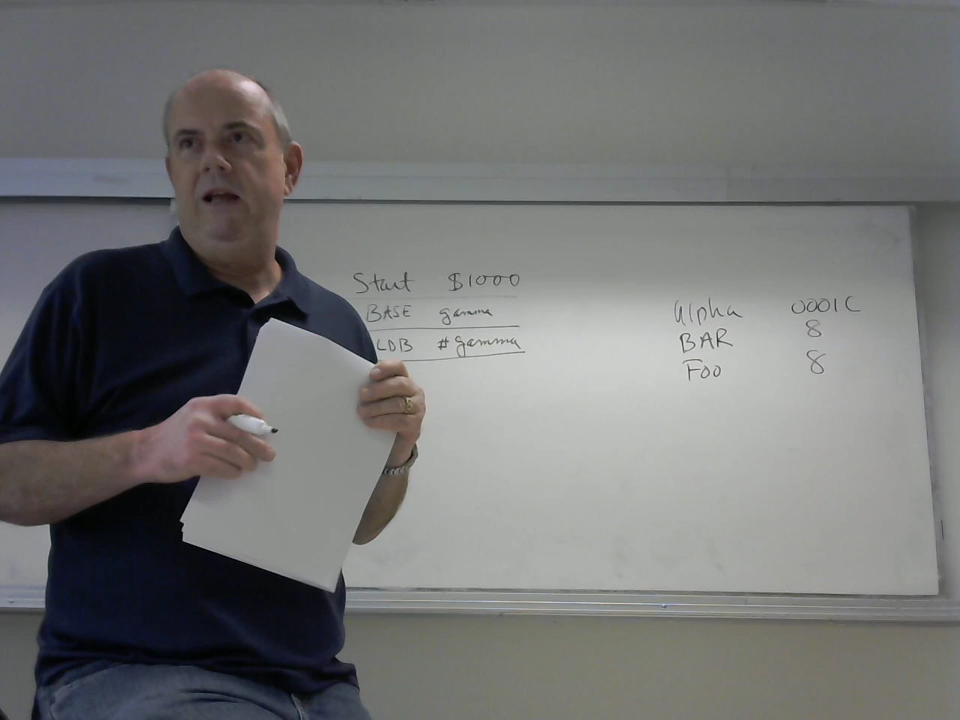 Start $1000
BASE gamma
LDB #gamma
Alpha 0001C
BAR 8
Foo 8